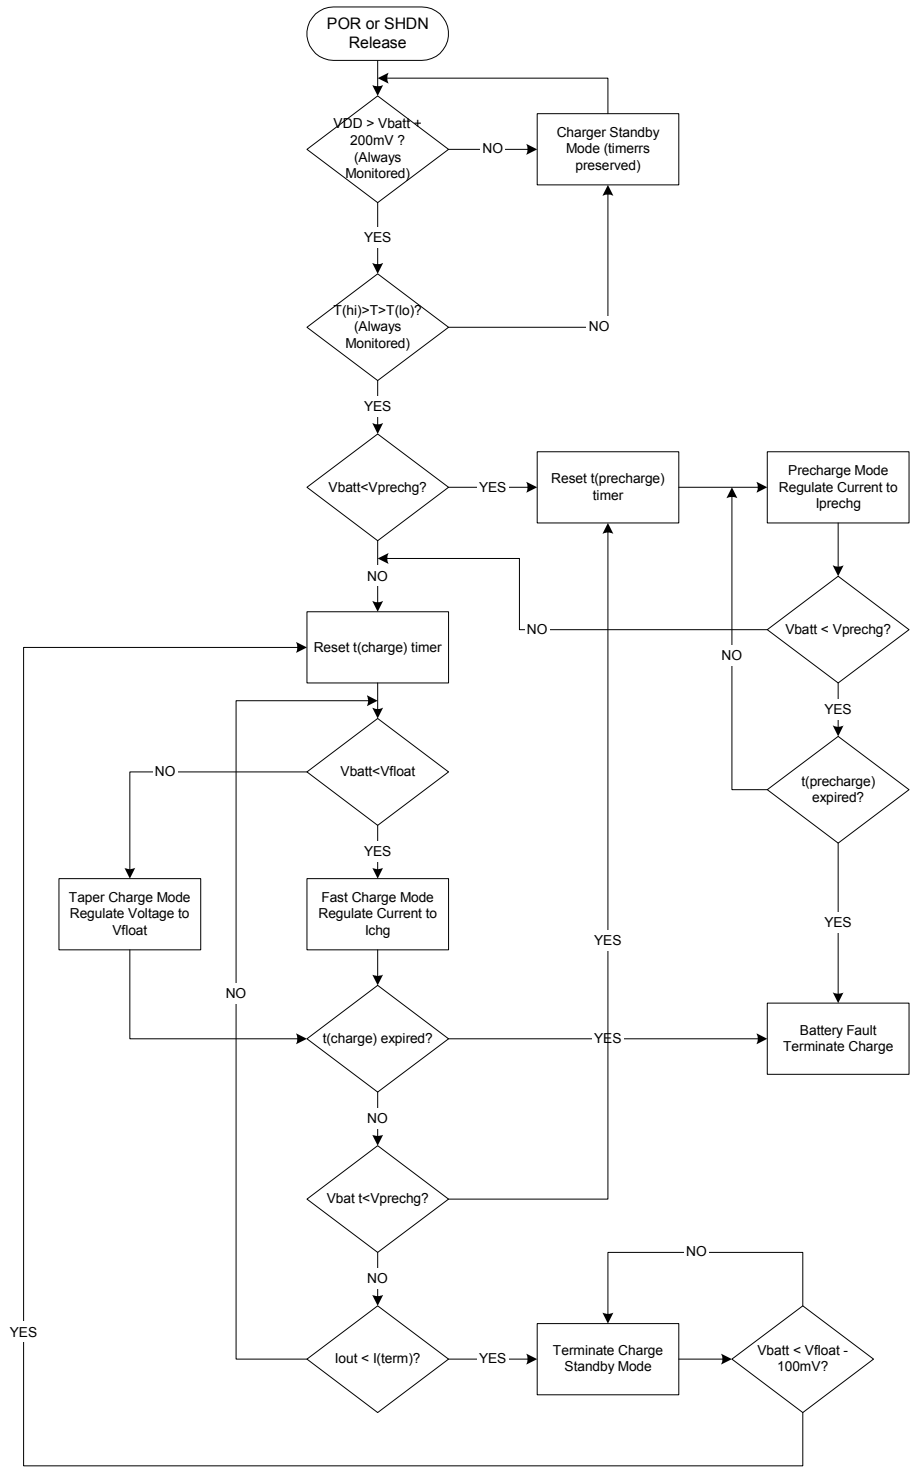 POR or SHDN
Release
VDD > Vbatt +
200mV ?
(Always
Monitored)
NO
Charger Standby
Mode (timerrs
preserved)
YES
T(hi)>T>T(lo)?
(Always
Monitored)
NO
YES
Vbatt<Vprechg?
YES
Reset t(precharge)
timer
Precharge Mode
Regulate Current to
Iprechg
NO
Vbatt < Vprechg?
NO
Reset t(charge) timer
NO
YES
Vbatt<Vfloat
NO
t(precharge)
expired?
YES
Taper Charge Mode
Regulate Voltage to
Vfloat
Fast Charge Mode
Regulate Current to
Ichg
YES
YES
NO
t(charge) expired?
YES
Battery Fault
Terminate Charge
NO
Vbat t<Vprechg?
NO
NO
YES
Iout < I(term)?
YES
Terminate Charge
Standby Mode
Vbatt < Vfloat -
100mV?